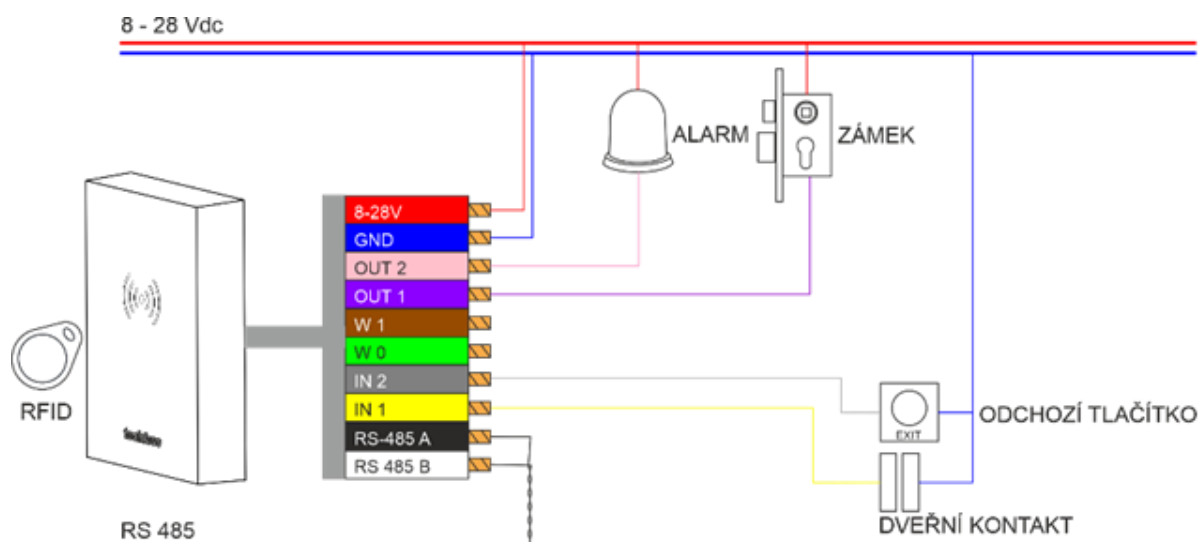 8 - 28 Vdc
ALARM
ZÁMEK
8-28V
GND
OUT 2
OUT 1
W 1
W 0
IN 2
IN 1
RS-485 A
RS 485 B
RFID
EXIT
ODCHOZÍ TLAČÍTKO
DVEŘNÍ KONTAKT
RS 485